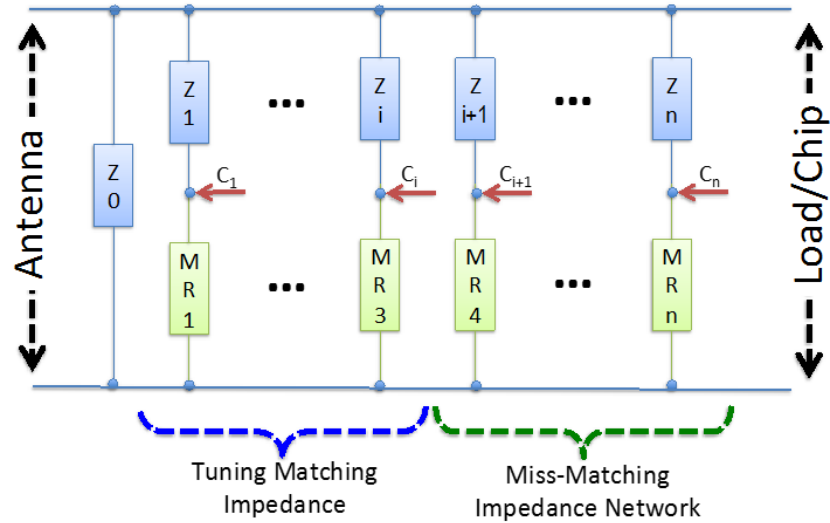 Antenna
Z
0
Z
1
•••
Z
i
Z
i+1
•••
Z
n
C1
Ci
Ci+1
Cn
M
R
1
•••
M
R
3
M
R
4
•••
M
R
n
Load/Chip
Tuning Matching
Impedance
Miss-Matching
Impedance Network